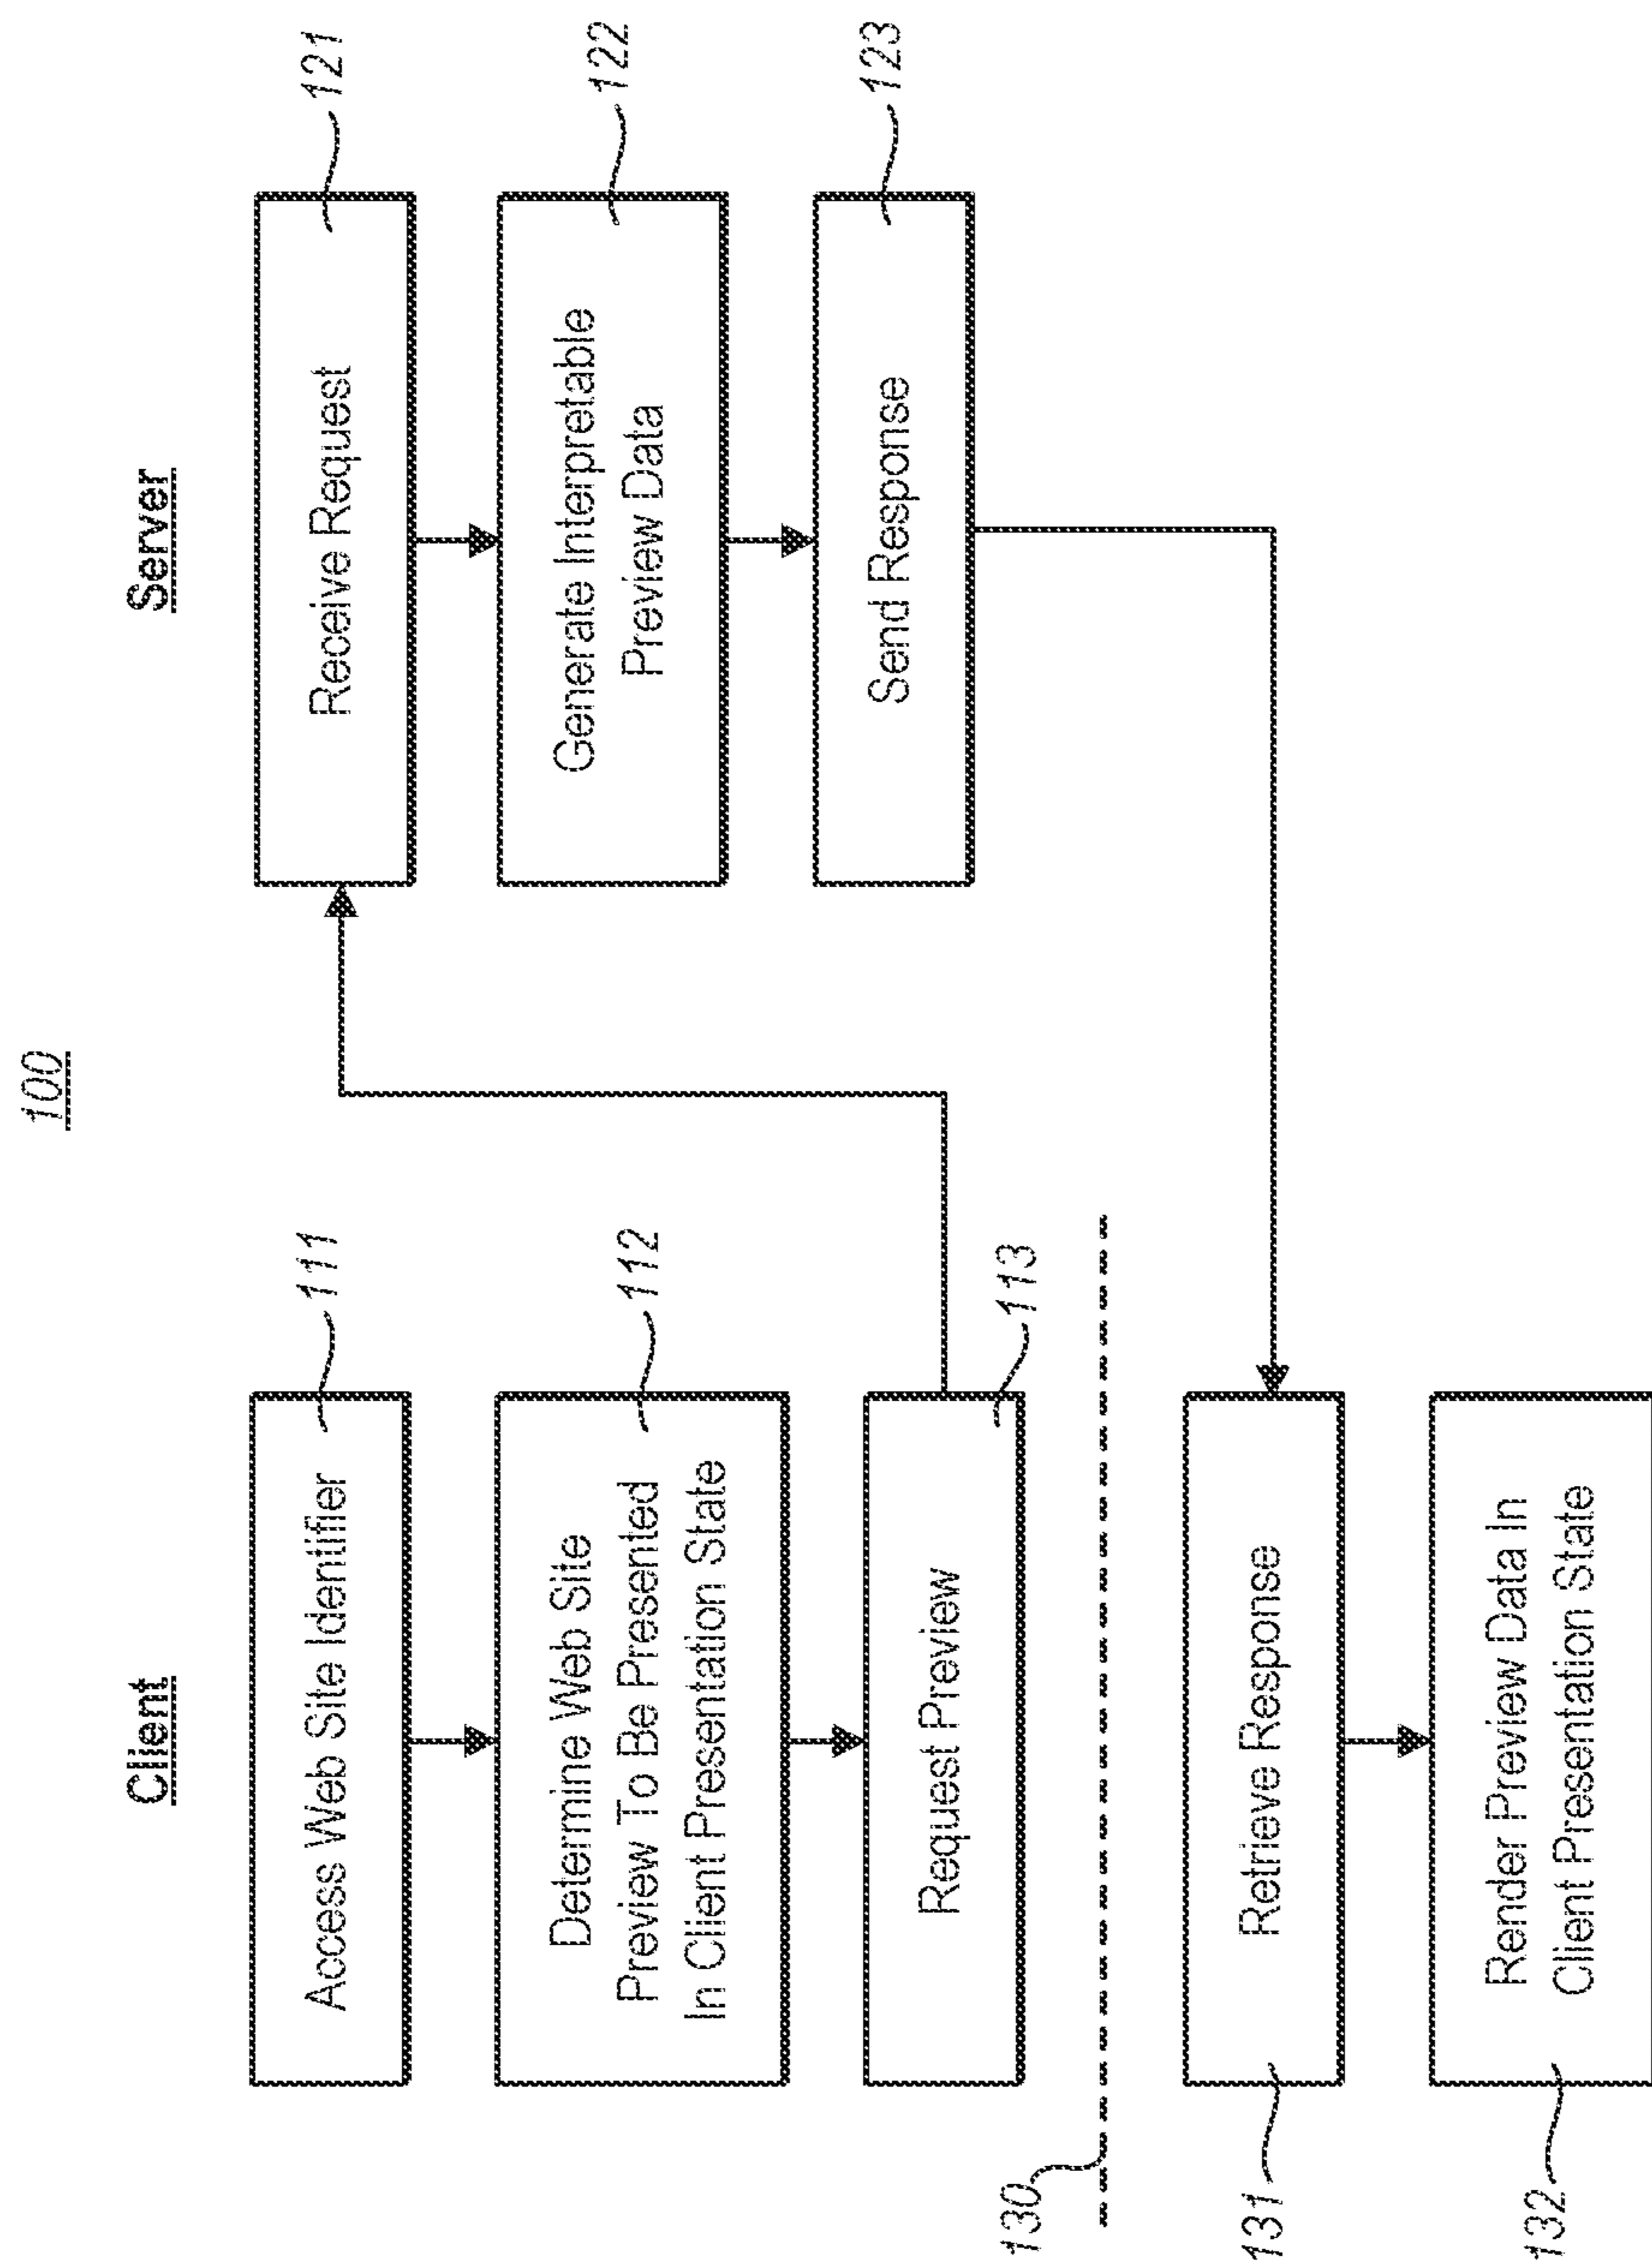 100
Client
Server
Access Web Site Identifier
111
Determine Web Site
Preview To Be Presented
In Client Presentation State
112
Request Preview
113
Receive Request
121
Generate Interpretable
Preview Data
122
Send Response
123
130
Retrieve Response
131
Render Preview Data In
Client Presentation State
132